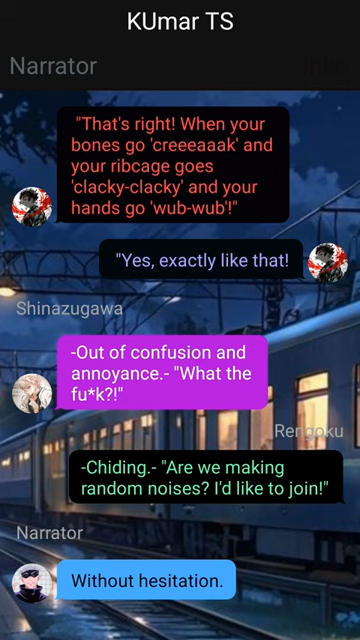 KUmar TS
Narrator
"That's right! When your
bones go 'creeeaaak' and
your ribcage goes
'clacky-clacky' and your
hands go 'wub-wub'!"
"Yes, exactly like that!
Shinazugawa
-Out of confusion and
annoyance.- "What the
fu*k?!"
Rengoku
-Chiding.- "Are we making
random noises? I'd like to join!"
Narrator
Without hesitation.